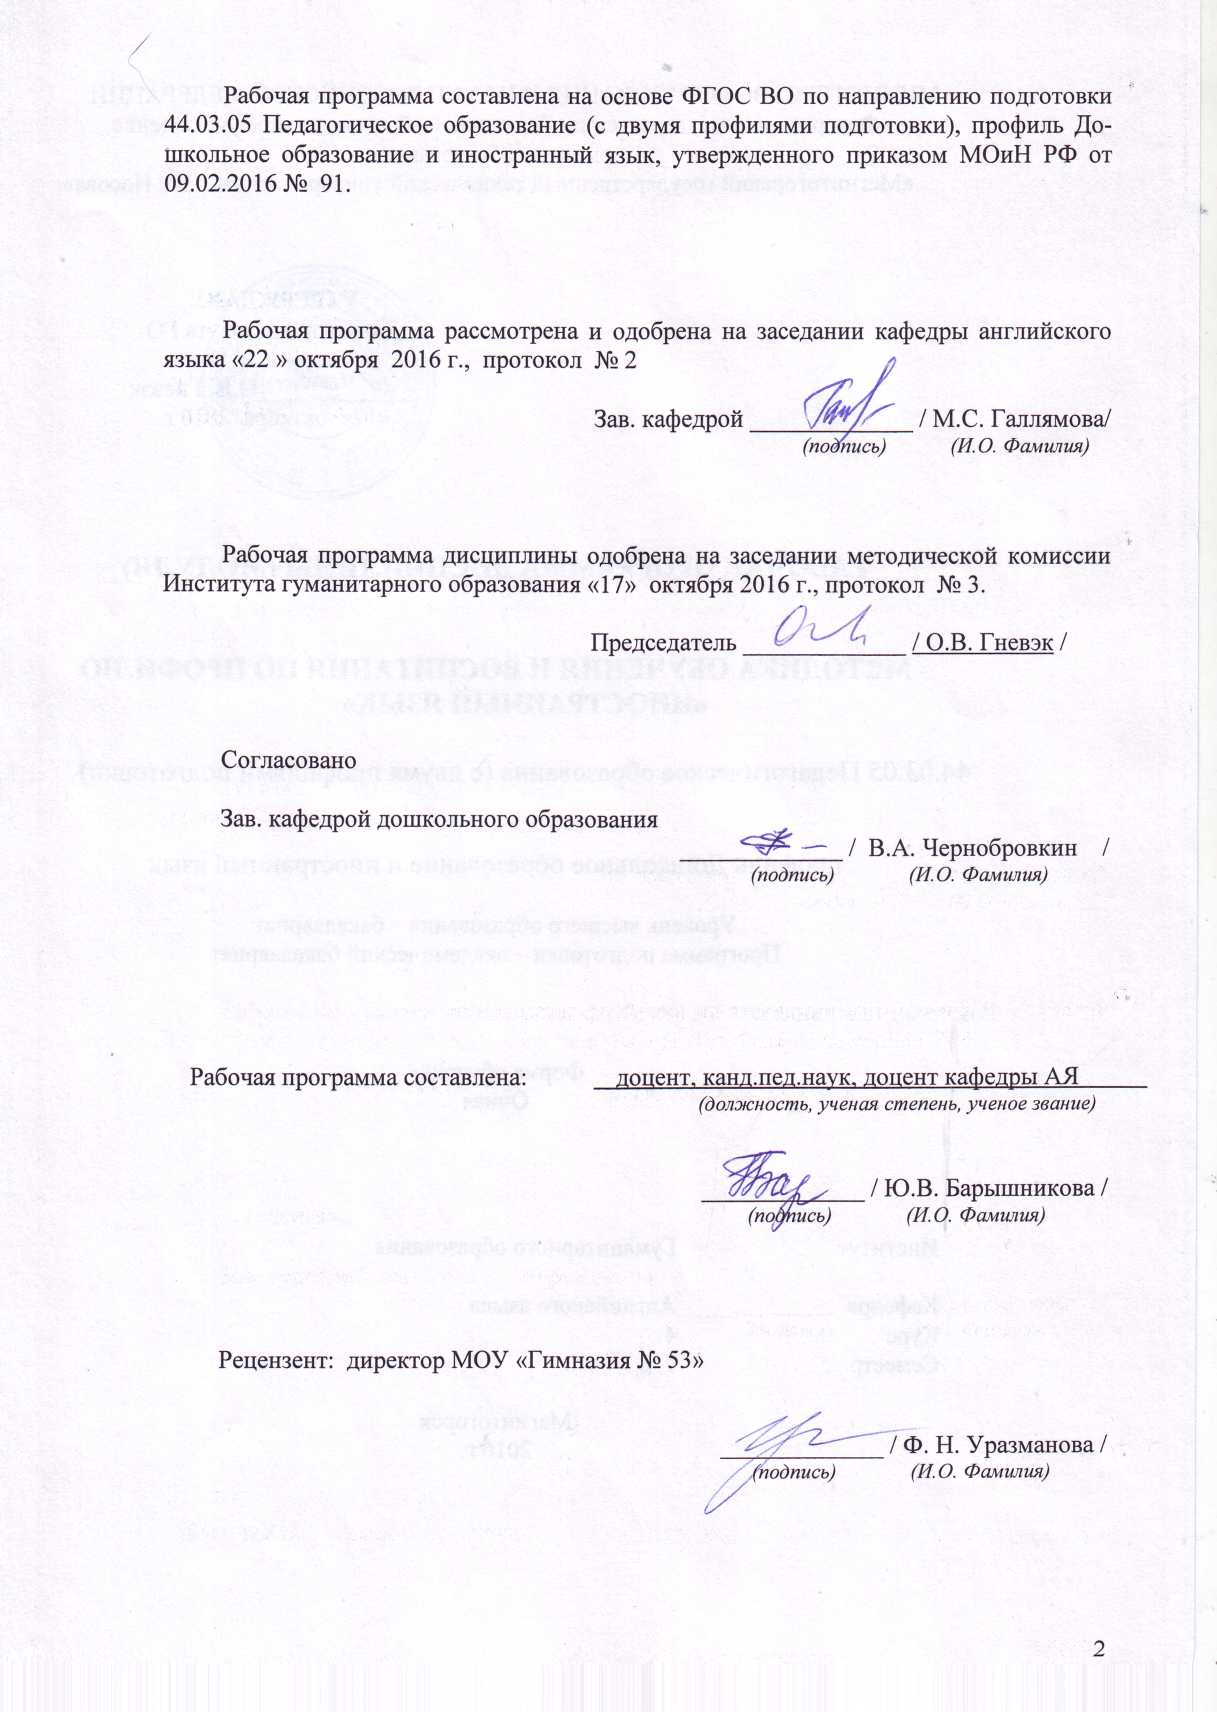 Рабочая программа составлена на основе ФГОС ВО по направлению подготовки
44.03.05 Педагогическое образование (с двумя профилями подготовки), профиль До-
школьное образование и иностранный язык, утвержденного приказом МОиН РФ от
09.02.2016 № 91.
Рабочая программа рассмотрена и одобрена на заседании кафедры английского
языка «22 » октября 2016 г., протокол № 2
Зав. кафедрой _____________ / М.С. Галлямова/
(подпись) (И.О. Фамилия)
Рабочая программа дисциплины одобрена на заседании методической комиссии
Института гуманитарного образования «17» октября 2016 г., протокол № 3.
Председатель _____________ / О.В. Гневэк /
Согласовано
Зав. кафедрой дошкольного образования
_____________ / В.А. Чернобровкин /
(подпись) (И.О. Фамилия)
Рабочая программа составлена: доцент, канд.пед.наук, доцент кафедры АЯ
(должность, ученая степень, ученое звание)
_____________ / Ю.В. Барышникова /
(подпись) (И.О. Фамилия)
Рецензент: директор МОУ «Гимназия № 53»
_____________ / Ф. Н. Уразманова /
(подпись) (И.О. Фамилия)
2